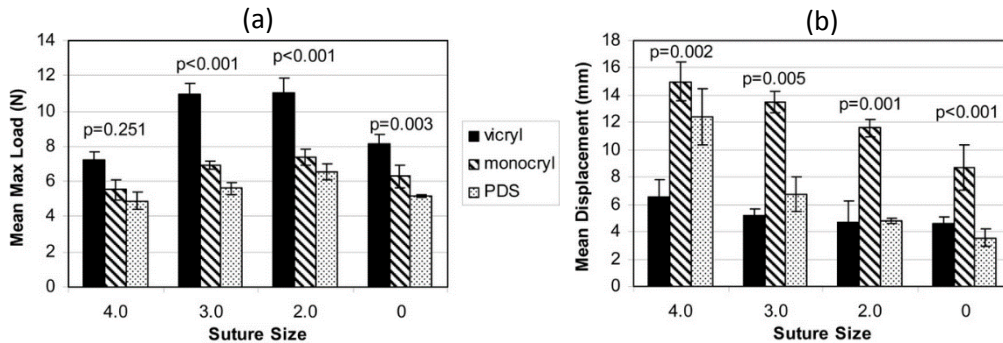 (a)
14
12
10
8
6
4
2
0
Mean Max Load (N)
p=0.251
p<0.001
p<0.001
p=0.003
4.0 3.0 2.0 0
Suture Size
vicryl
monocryl
PDS
(b)
18
16
14
12
10
8
6
4
2
0
Mean Displacement (mm)
p=0.002
p=0.005
p=0.001
p<0.001
4.0 3.0 2.0 0
Suture Size